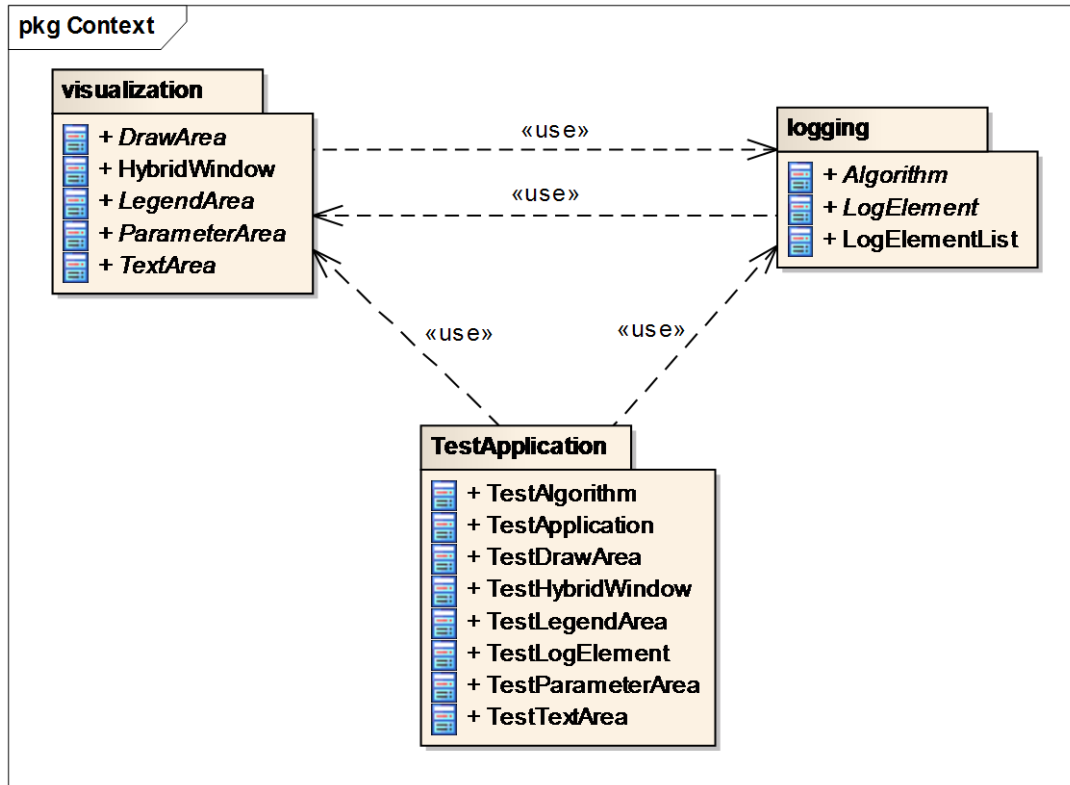 pkg Context
visualization
+ DrawArea
+ HybridWindow
+ LegendArea
+ ParameterArea
+ TextArea
«use»
«use»
logging
+ Algorithm
+ LogElement
+ LogElementList
«use»
«use»
TestApplication
+ TestAlgorithm
+ TestApplication
+ TestDrawArea
+ TestHybridWindow
+ TestLegendArea
+ TestLogElement
+ TestParameterArea
+ TestTextArea